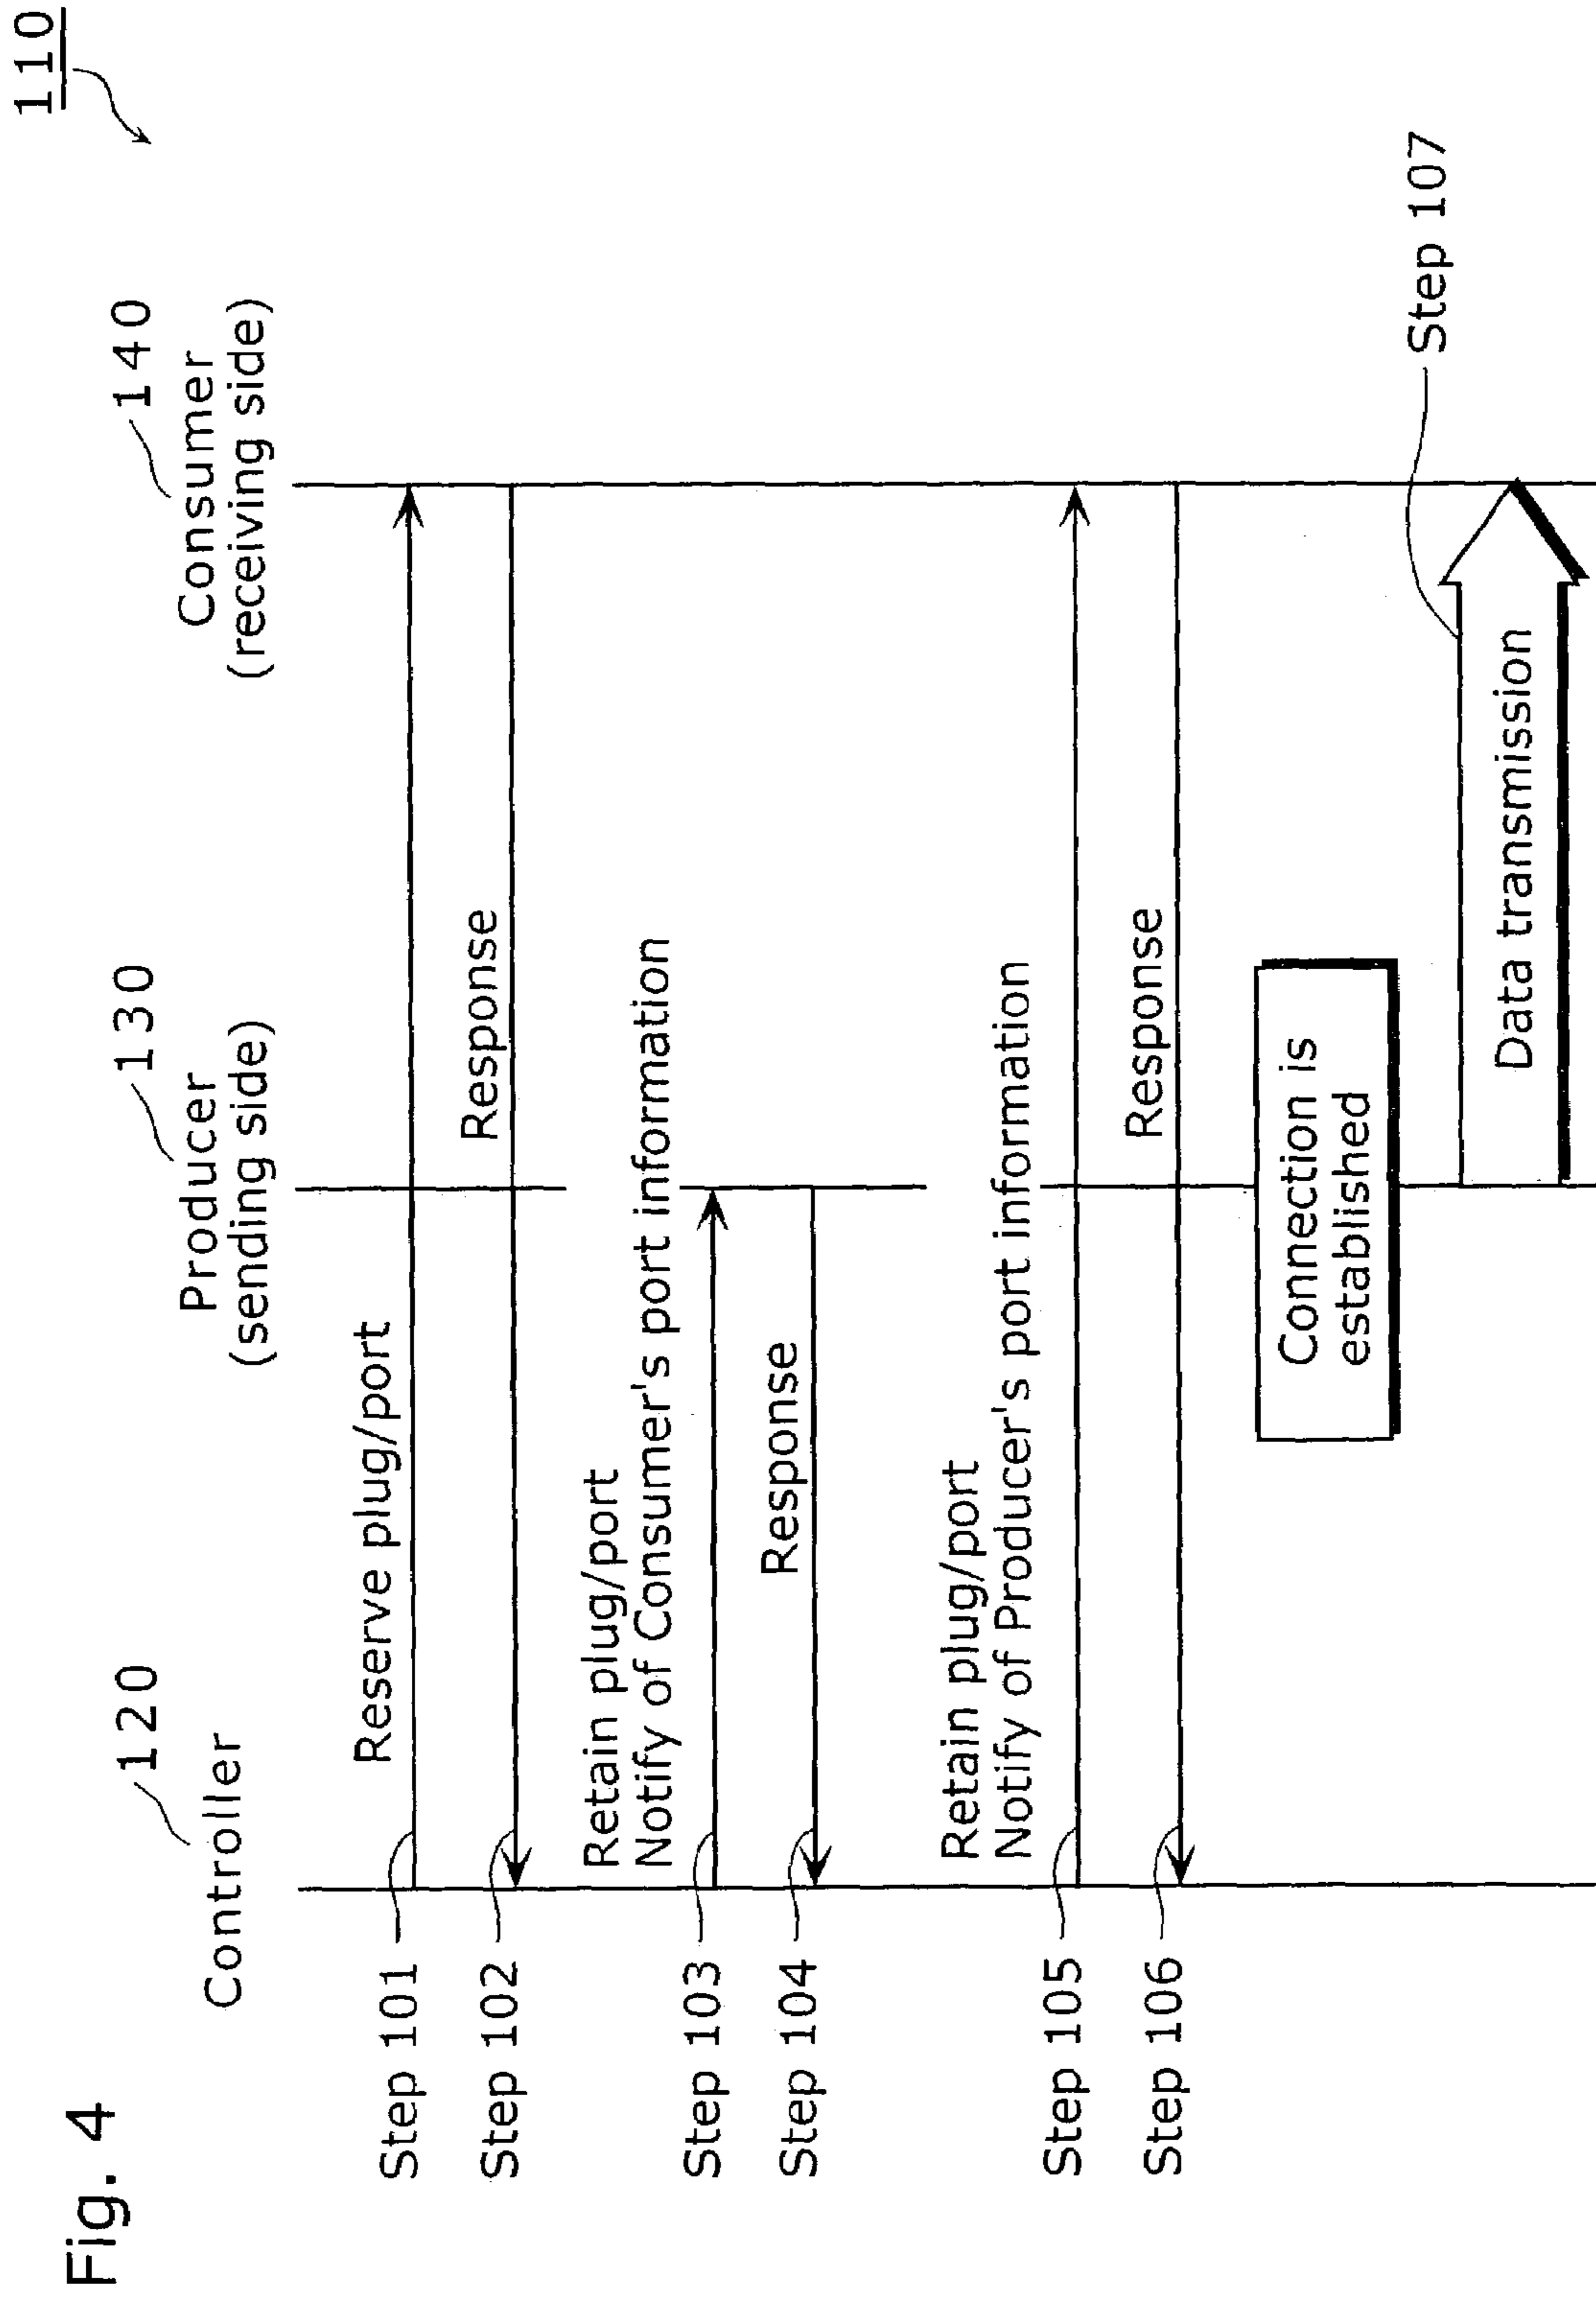 Fig. 4
110
120
Controller
130
Producer
(sending side)
140
Consumer
(receiving side)
Step 101
Reserve plug/port
Step 102
Response
Retain plug/port
Notify of Consumer's port information
Step 103
Step 104
Response
Retain plug/port
Notify of Producer's port information
Step 105
Step 106
Response
Connection is
established
Step 107
Data transmission